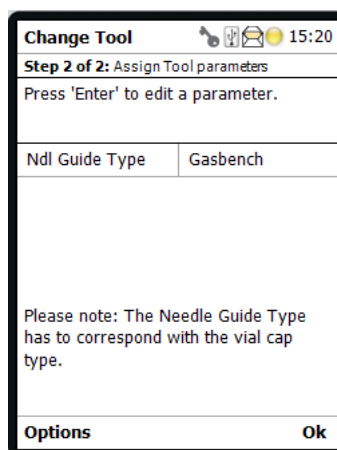 Change Tool 15:20
Step 2 of 2: Assign Tool parameters
Press 'Enter' to edit a parameter.
Ndl Guide Type Gasbench
Please note: The Needle Guide Type
has to correspond with the vial cap
type.
Options Ok